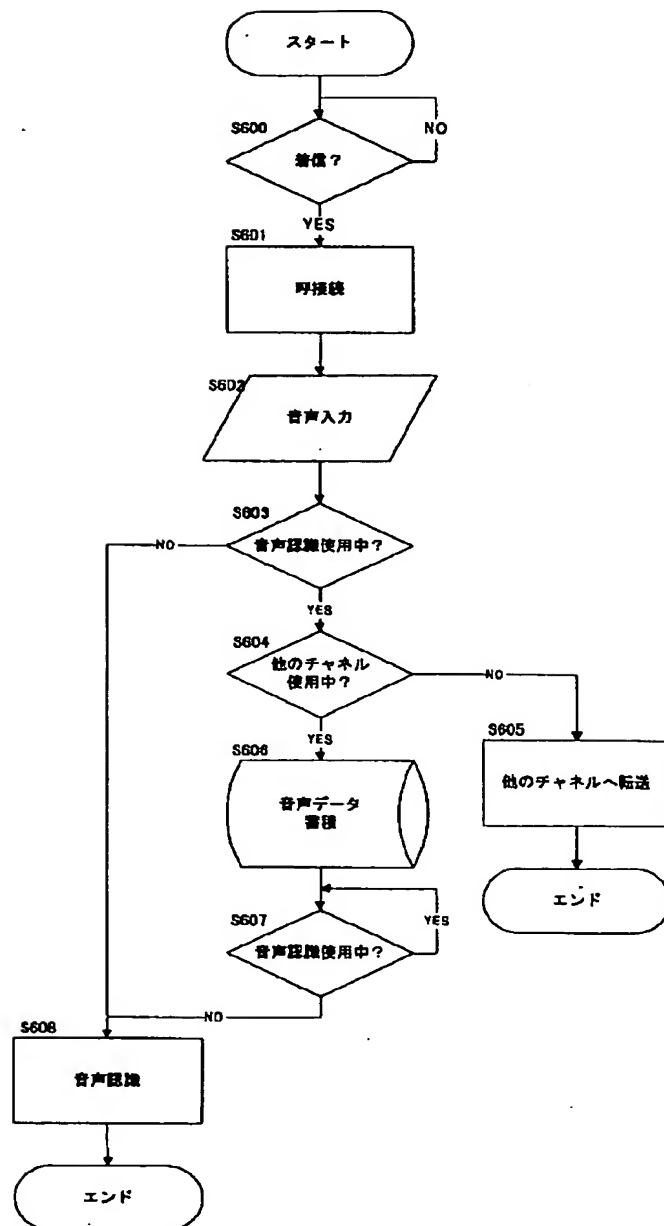 スタート
S600
着信？
NO
YES
S601
呼接続
S602
音声入力
S603
音声認識使用中？
NO
YES
S604
他のチャネル
使用中？
NO
YES
S605
他のチャネルへ転送
エンド
S606
音声データ
蓄積
S607
音声認識使用中？
YES
NO
S608
音声認識
エンド